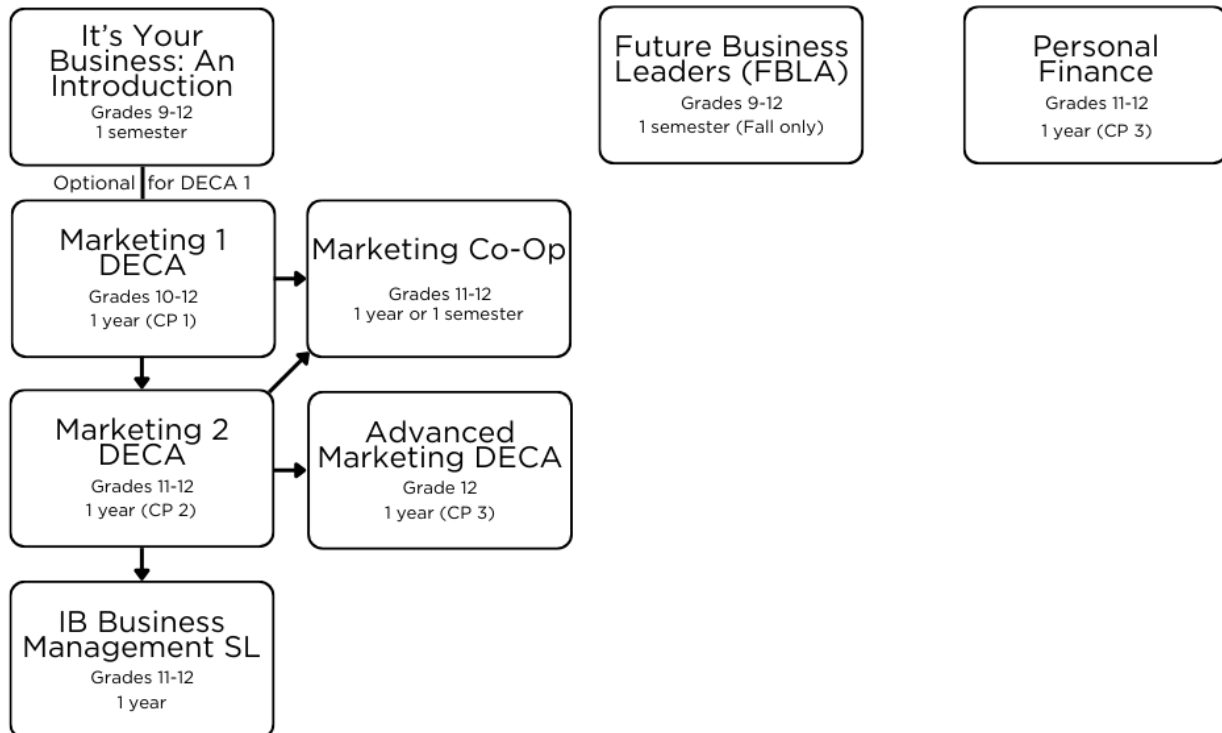 It's Your
Business: An
Introduction
Grades 9-12
1 semester
Future Business
Leaders (FBLA)
Grades 9-12
1 semester (Fall only)
Personal
Finance
Grades 11-12
1 year (CP 3)
Optional for DECA 1
Marketing 1
DECA
Grades 10-12
1 year (CP 1)
Marketing Co-Op
Grades 11-12
1 year or 1 semester
Marketing 2
DECA
Grades 11-12
1 year (CP 2)
Advanced
Marketing DECA
Grade 12
1 year (CP 3)
IB Business
Management SL
Grades 11-12
1 year